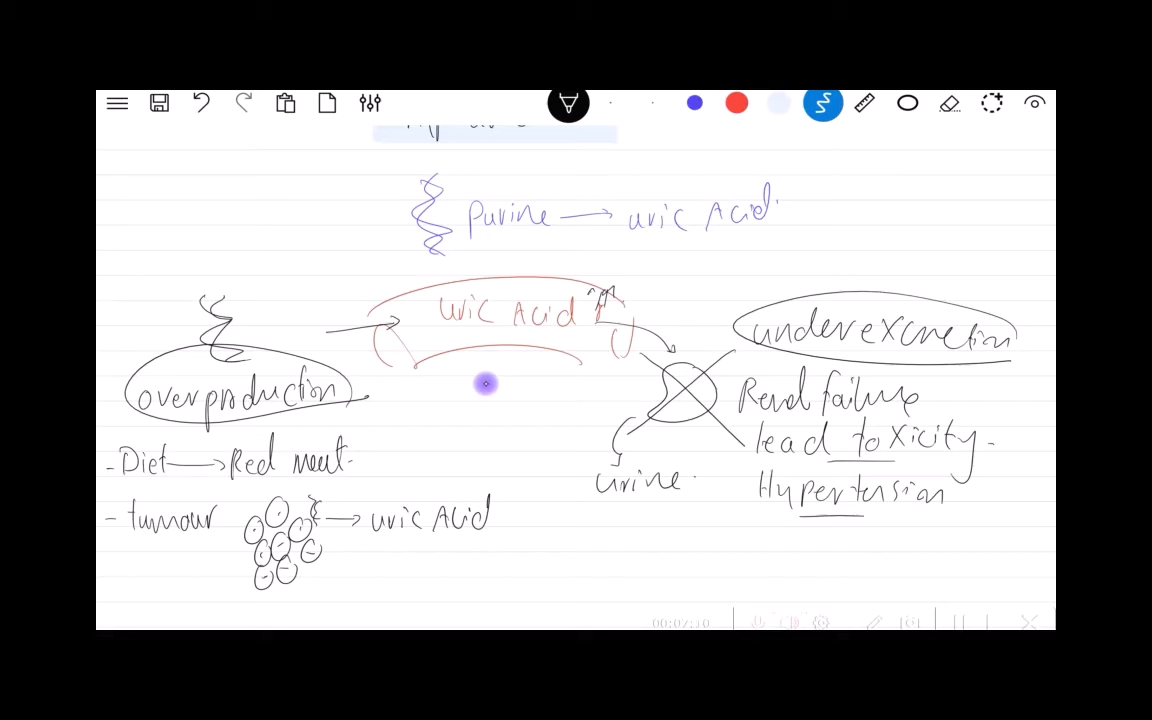 Purine → uric Acid.
uric Acid ↑
overproduction
- Diet → Red meat.
- tumour → uric Acid
urine.
underexcretion
Renal failure
lead toxicity -
Hypertension